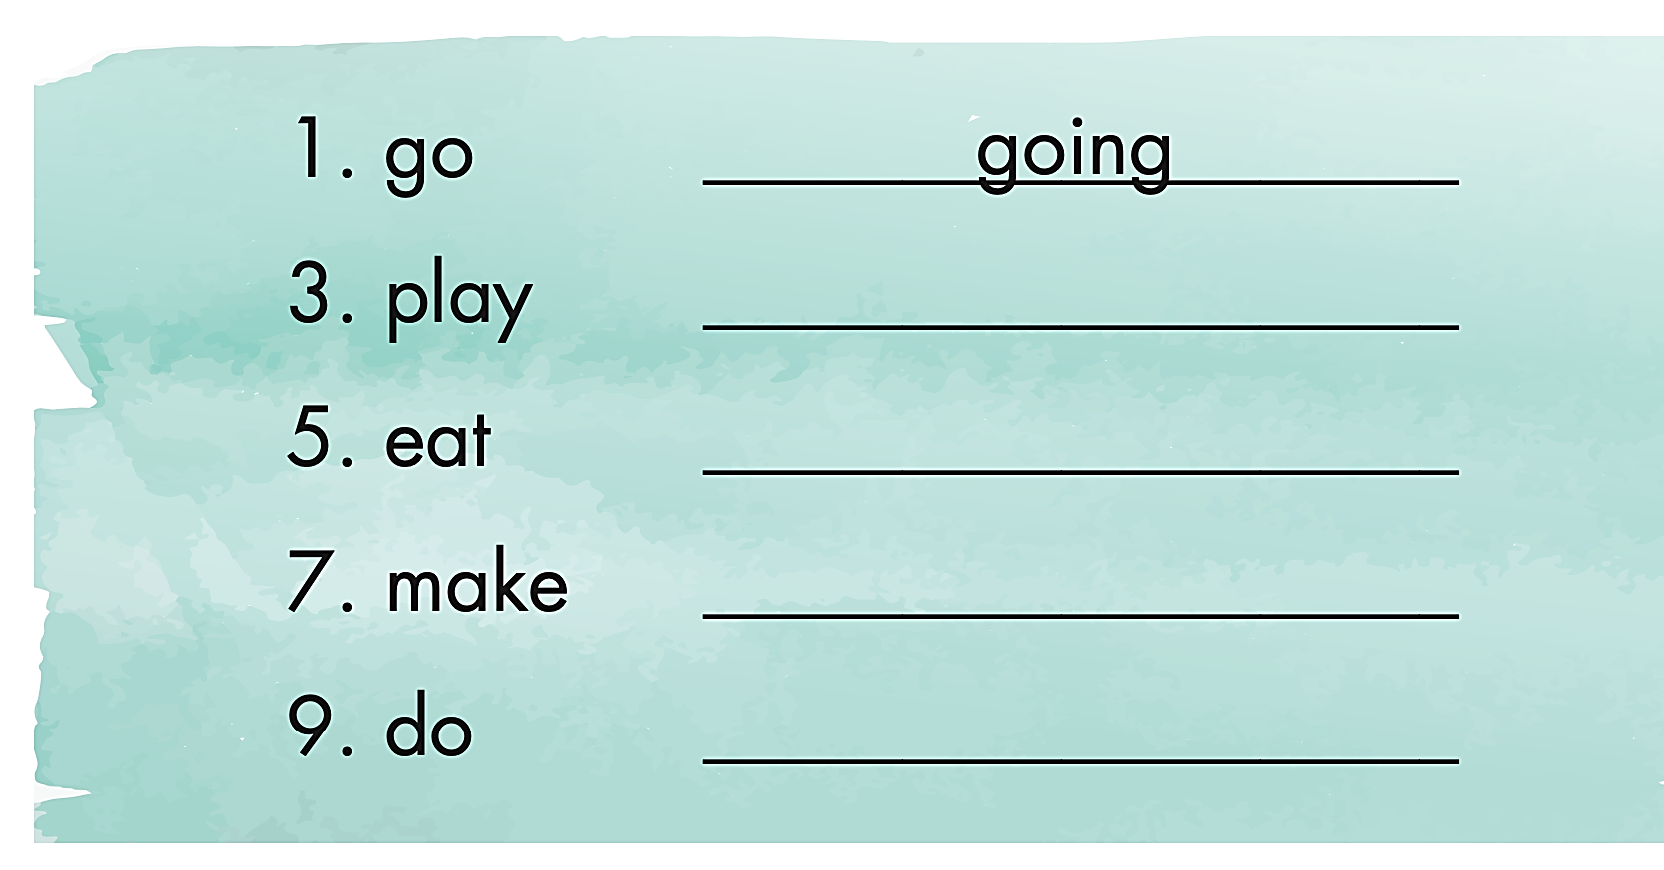 1. go going
3. play
5. eat
7. make
9. do